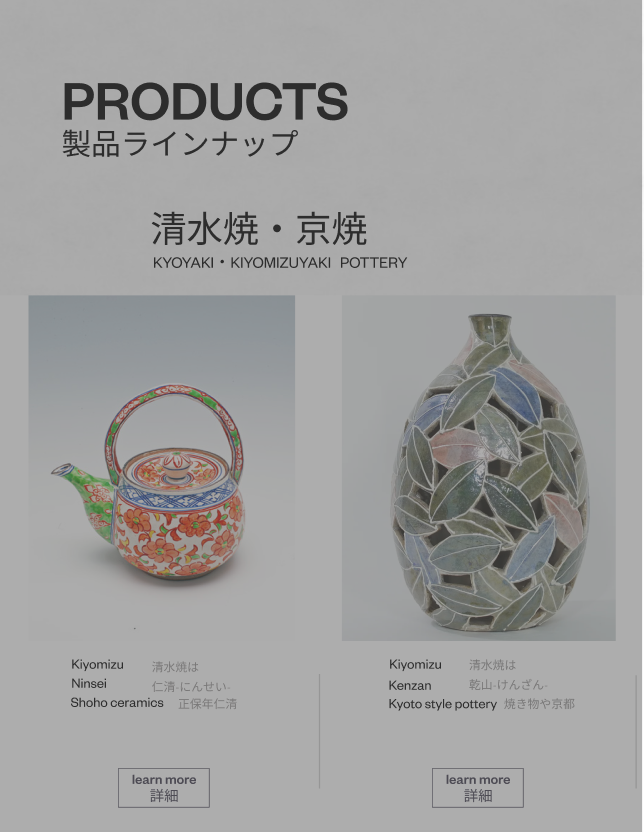 PRODUCTS
製品ラインナップ
清水焼・京焼
KYOYAKI・KIYOMIZUYAKI POTTERY
Kiyomizu 清水焼は
Ninsei 仁清-にんせい-
Shoho ceramics 正保年仁清
learn more
詳細
Kiyomizu 清水焼は
Kenzan 乾山-けんざん-
Kyoto style pottery 焼き物や京都
learn more
詳細